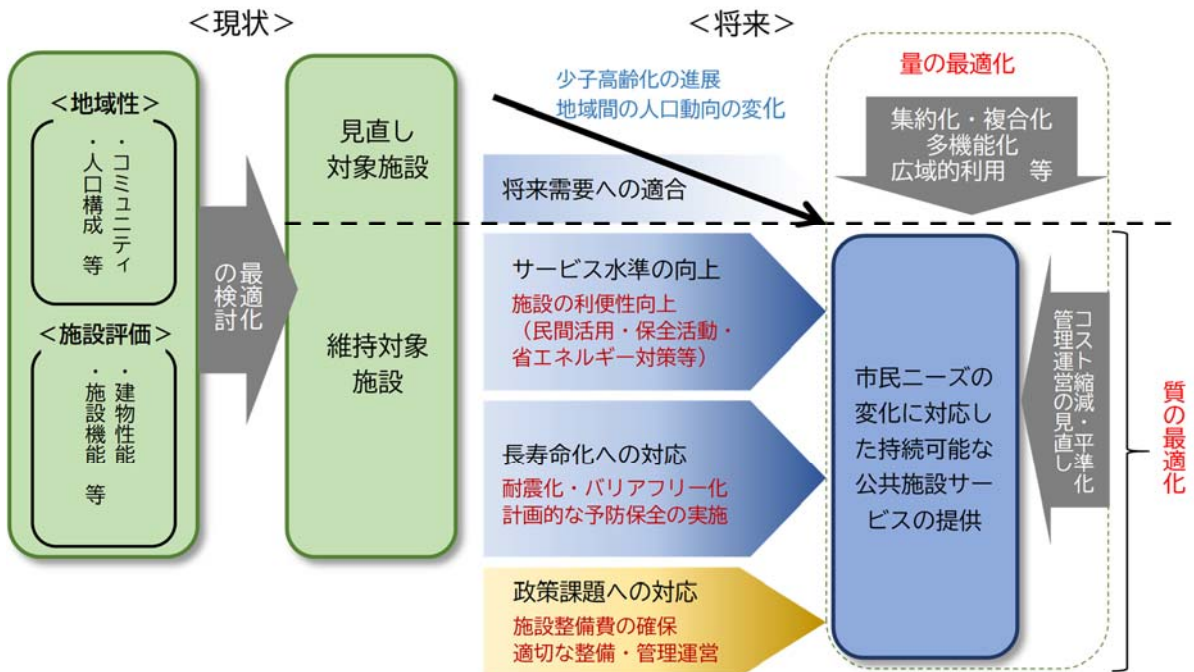 ＜現状＞
＜将来＞
＜地域性＞
・コミュニティ
・人口構成　等
＜施設評価＞
・建物性能
・施設機能　等
最適化
の検討
見直し
対象施設
維持対象
施設
少子高齢化の進展
地域間の人口動向の変化
将来需要への適合
サービス水準の向上
施設の利便性向上
（民間活用・保全活動・
省エネルギー対策等）
長寿命化への対応
耐震化・バリアフリー化
計画的な予防保全の実施
政策課題への対応
施設整備費の確保
適切な整備・管理運営
量の最適化
集約化・複合化
多機能化
広域的利用　等
市民ニーズの
変化に対応し
た持続可能な
公共施設サー
ビスの提供
コスト縮減・平準化
管理運営の見直し
質の最適化